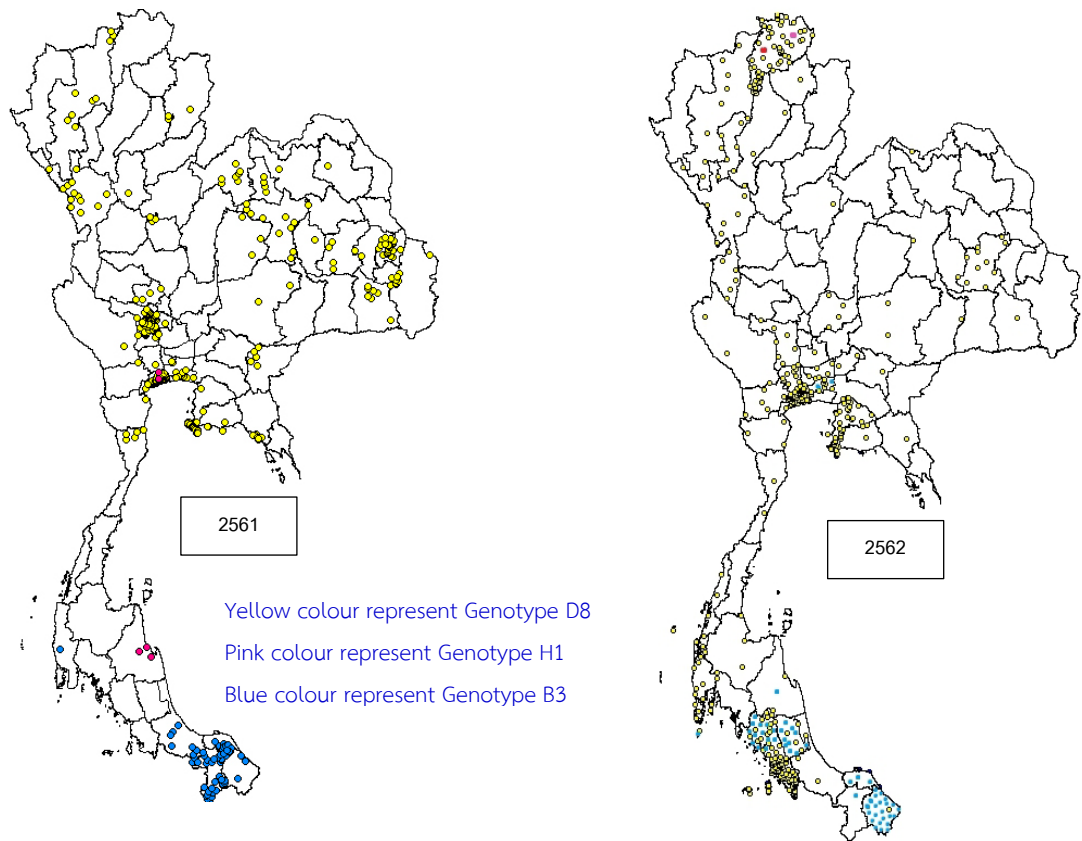 2561
2562
Yellow colour represent Genotype D8
Pink colour represent Genotype H1
Blue colour represent Genotype B3